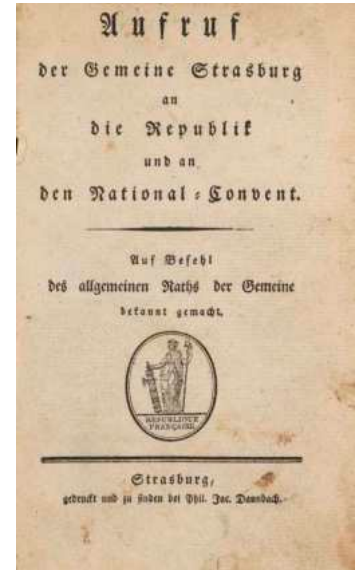 Aufruf
der Gemeine Strasburg
an
die Republik
und an
den National-Convent.
Auf Befehl
des allgemeinen Raths der Gemeine
bekannt gemacht.
REPUBLIQUE
FRANÇAISE
Strasburg,
gedruckt und zu finden bei Phil. Jac. Dannbach.